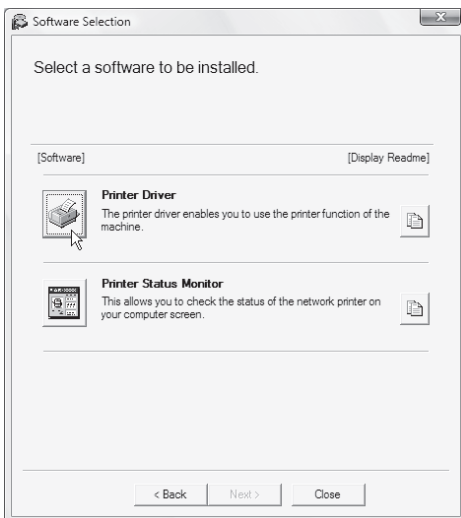 Software Selection
Select a software to be installed.
[Software] [Display Readme]
Printer Driver
The printer driver enables you to use the printer function of the
machine.
Printer Status Monitor
This allows you to check the status of the network printer on
your computer screen.
< Back Next > Close